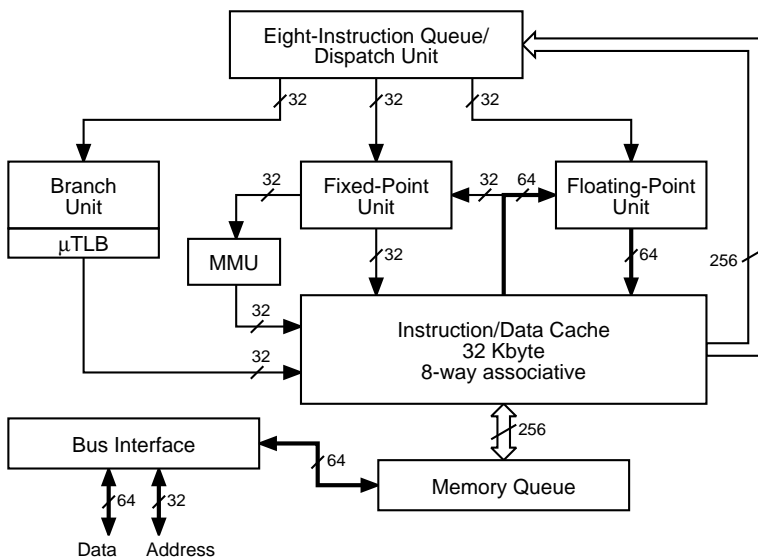 Eight-Instruction Queue/
Dispatch Unit
32
32
32
Branch
Unit
µTLB
32
Fixed-Point
Unit
32
64
Floating-Point
Unit
MMU
32
64
256
32
32
Instruction/Data Cache
32 Kbyte
8-way associative
Bus Interface
64
256
Memory Queue
64
32
Data
Address